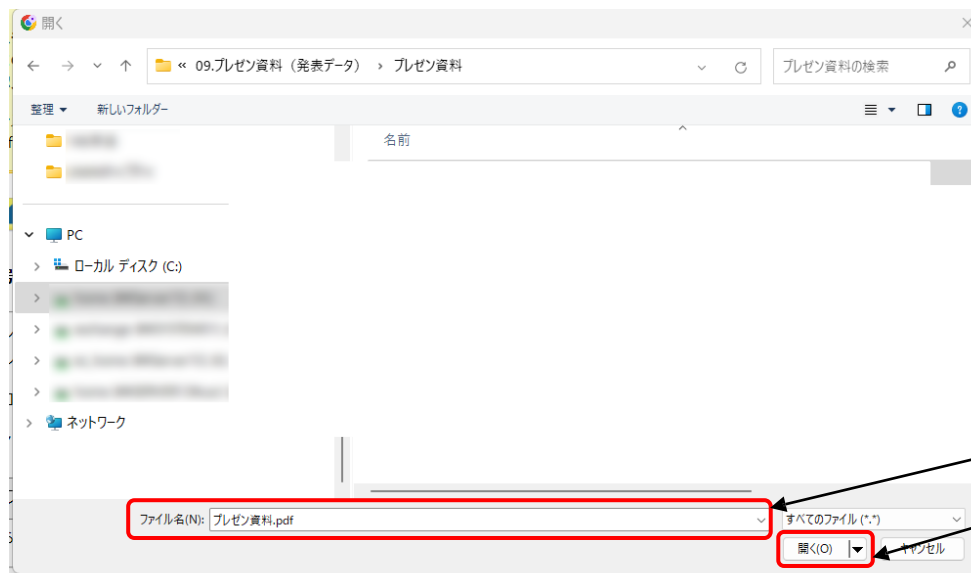 開く
« 09.プレゼン資料（発表データ） › プレゼン資料
プレゼン資料の検索
整理
新しいフォルダー
名前
PC
ローカル ディスク (C:)
ネットワーク
ファイル名(N): プレゼン資料.pdf
すべてのファイル (*.*)
開く(O)
キャンセル